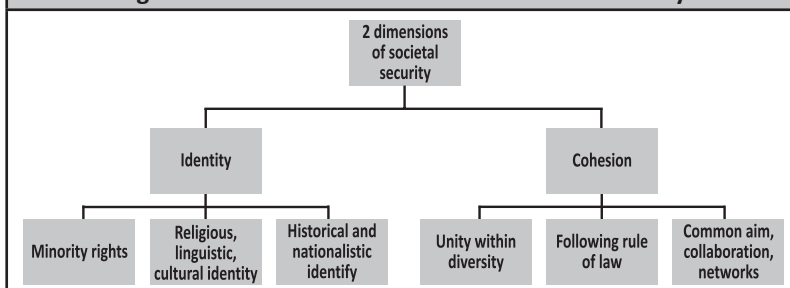 2 dimensions
of societal
security
Identity
Cohesion
Minority rights
Religious,
linguistic,
cultural identity
Historical and
nationalistic
identify
Unity within
diversity
Following rule
of law
Common aim,
collaboration,
networks